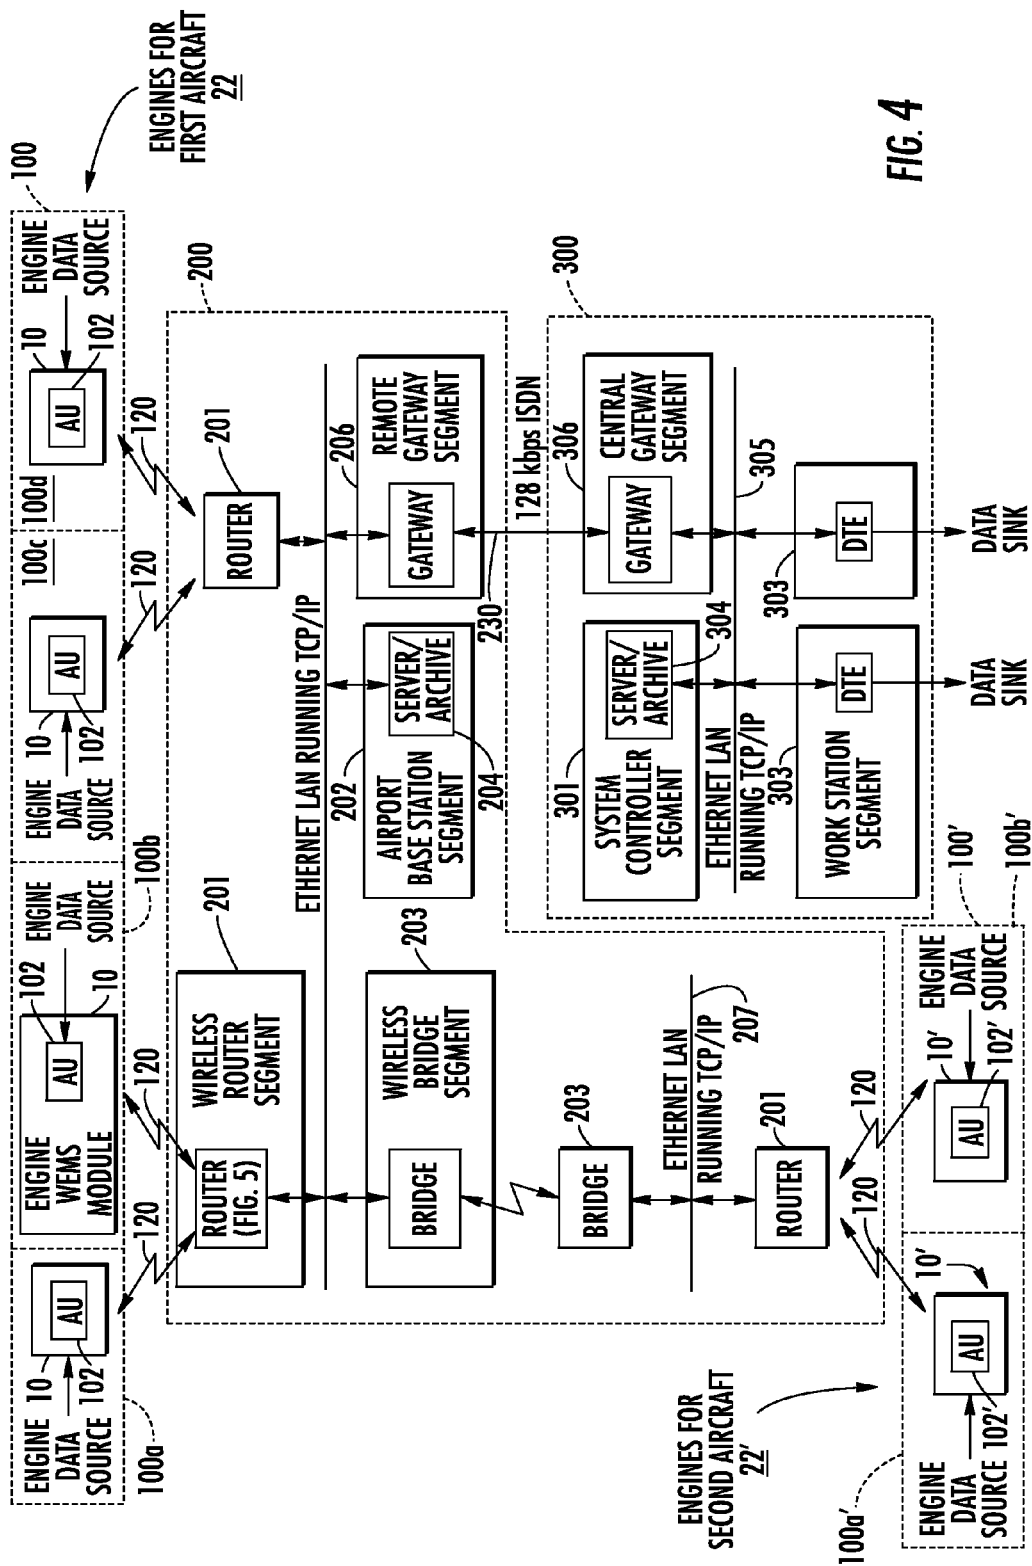 ENGINES FOR
FIRST AIRCRAFT
22
100
ENGINE
DATA
SOURCE
10
AU
102
100a
120
ENGINE WEMS
MODULE
AU
102
10
ENGINE
DATA
SOURCE
100b
120
ENGINE
DATA
SOURCE
10
AU
102
100c
120
10
AU
102
ENGINE
DATA
SOURCE
100d
120
200
WIRELESS
ROUTER
SEGMENT
ROUTER
(FIG. 5)
201
ROUTER
201
ETHERNET LAN RUNNING TCP/IP
WIRELESS
BRIDGE
SEGMENT
BRIDGE
203
202
AIRPORT
BASE STATION
SEGMENT
SERVER/
ARCHIVE
204
206
REMOTE
GATEWAY
SEGMENT
GATEWAY
230
128 kbps ISDN
BRIDGE
203
ETHERNET LAN
RUNNING TCP/IP
207
ROUTER
201
300
301
SYSTEM
CONTROLLER
SEGMENT
SERVER/
ARCHIVE
304
306
CENTRAL
GATEWAY
SEGMENT
GATEWAY
ETHERNET LAN
RUNNING TCP/IP
305
303
WORK STATION
SEGMENT
DTE
303
DTE
DATA
SINK
DATA
SINK
ENGINES FOR
SECOND AIRCRAFT
22'
120
120
100a'
ENGINE
DATA
SOURCE
10'
AU
102'
10'
AU
102'
ENGINE
DATA
SOURCE
100'
100b'
FIG. 4